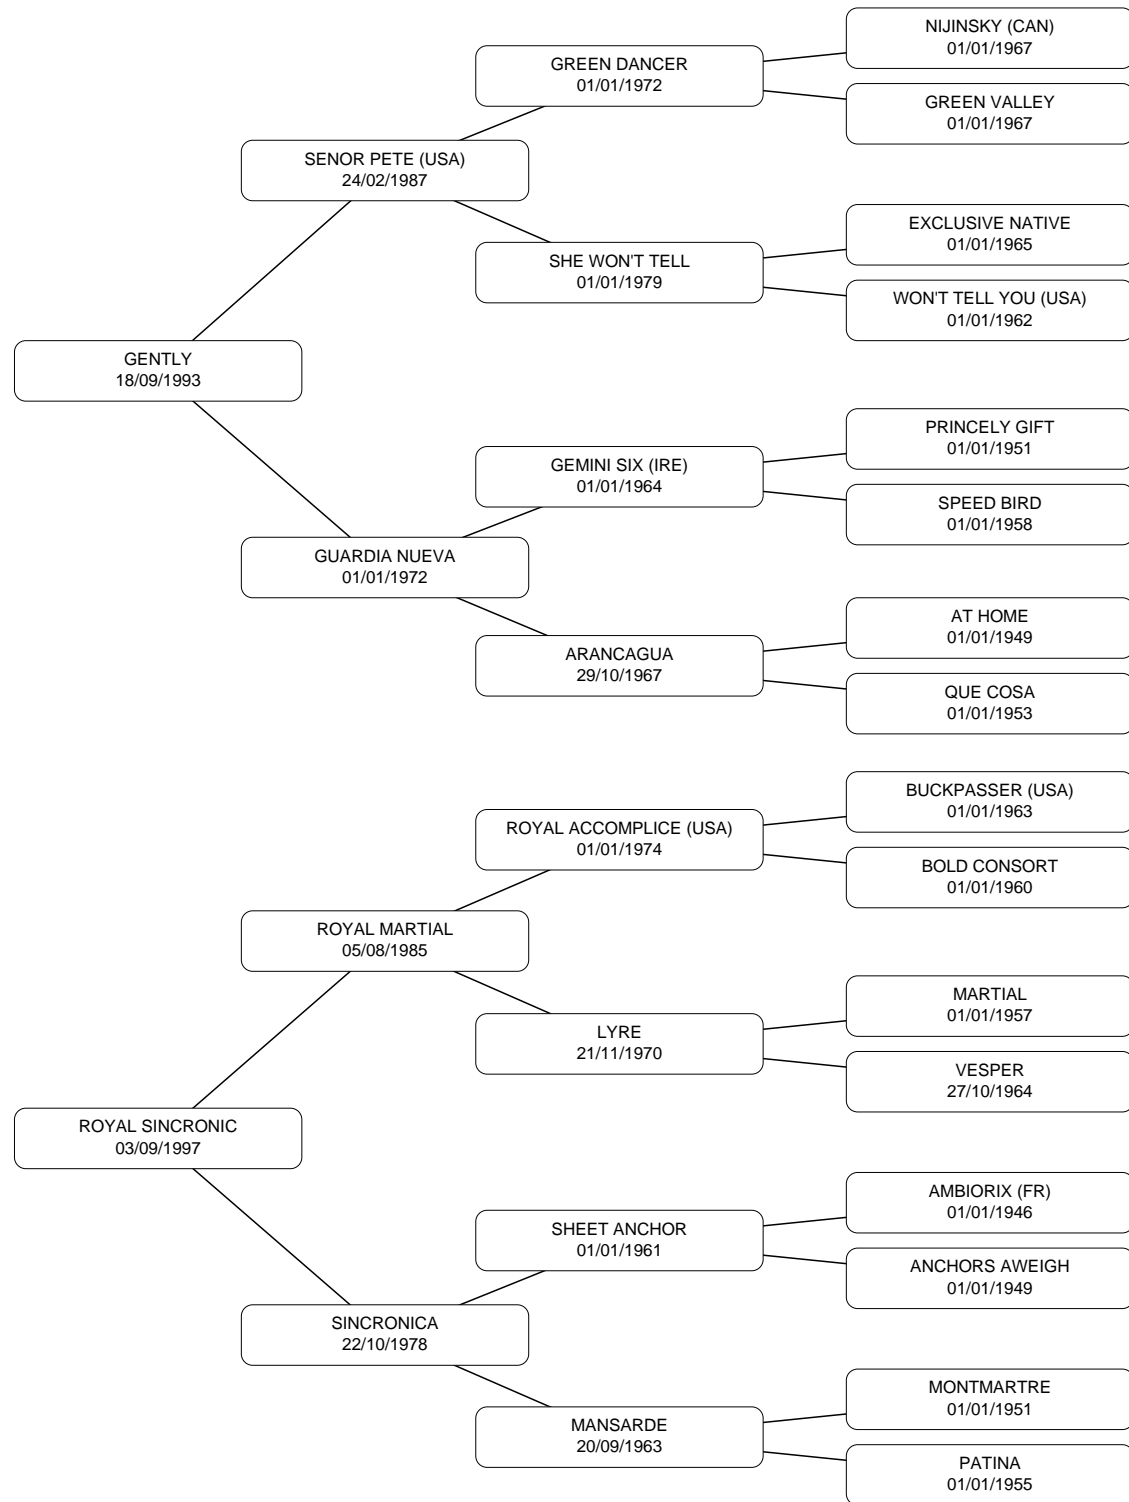 NIJINSKY (CAN)
01/01/1967
GREEN DANCER
01/01/1972
GREEN VALLEY
01/01/1967
SENOR PETE (USA)
24/02/1987
EXCLUSIVE NATIVE
01/01/1965
SHE WON'T TELL
01/01/1979
WON'T TELL YOU (USA)
01/01/1962
GENTLY
18/09/1993
PRINCELY GIFT
01/01/1951
GEMINI SIX (IRE)
01/01/1964
SPEED BIRD
01/01/1958
GUARDIA NUEVA
01/01/1972
AT HOME
01/01/1949
ARANCAGUA
29/10/1967
QUE COSA
01/01/1953
BUCKPASSER (USA)
01/01/1963
ROYAL ACCOMPLICE (USA)
01/01/1974
BOLD CONSORT
01/01/1960
ROYAL MARTIAL
05/08/1985
MARTIAL
01/01/1957
LYRE
21/11/1970
VESPER
27/10/1964
ROYAL SINCRONIC
03/09/1997
AMBIORIX (FR)
01/01/1946
SHEET ANCHOR
01/01/1961
ANCHORS AWEIGH
01/01/1949
SINCRONICA
22/10/1978
MONTMARTRE
01/01/1951
MANSARDE
20/09/1963
PATINA
01/01/1955